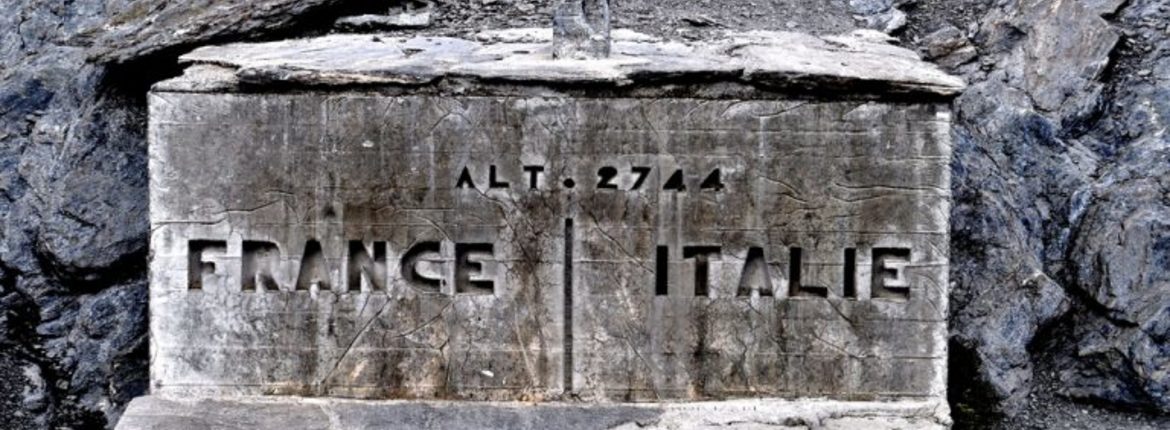 ALT. 2744
FRANCE | ITALIE